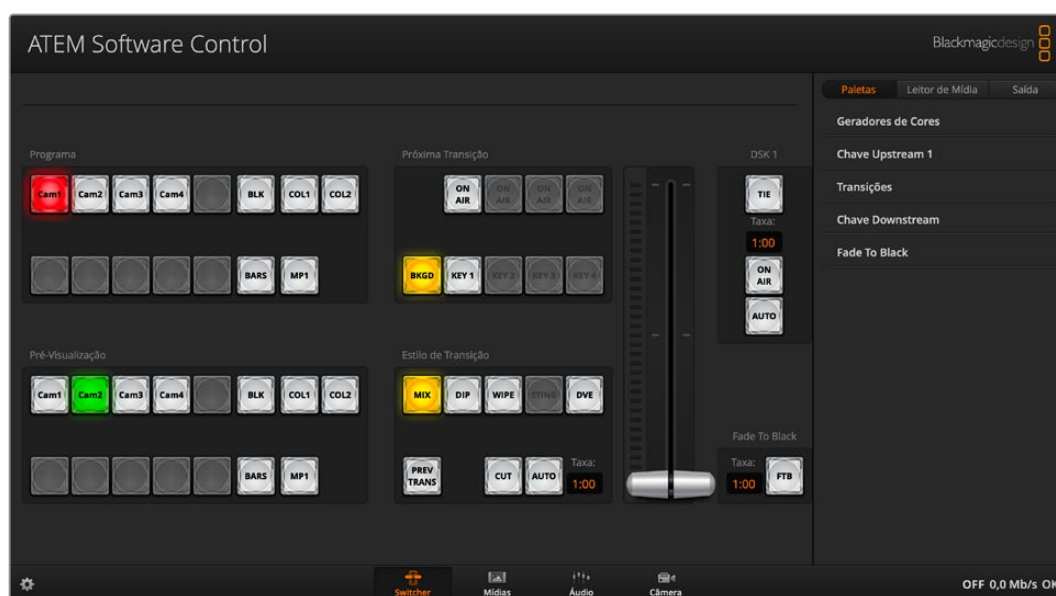 ATEM Software Control
Blackmagicdesign
Paletas Leitor de Mídia Saída
Geradores de Cores
Chave Upstream 1
Transições
Chave Downstream
Fade To Black
Programa
Cam1 Cam2 Cam3 Cam4 BLK COL1 COL2
BARS MP1
Próxima Transição
ON AIR ON AIR ON AIR ON AIR
BKGD KEY 1 KEY 2 KEY 3 KEY 4
DSK 1
TIE
Taxa:
1:00
ON AIR
AUTO
Pré-Visualização
Cam1 Cam2 Cam3 Cam4 BLK COL1 COL2
BARS MP1
Estilo de Transição
MIX DIP WIPE STING DVE
PREV TRANS CUT AUTO Taxa: 1:00
Fade To Black
Taxa:
1:00 FTB
Switcher Mídias Áudio Câmera
OFF 0,0 Mb/s OK